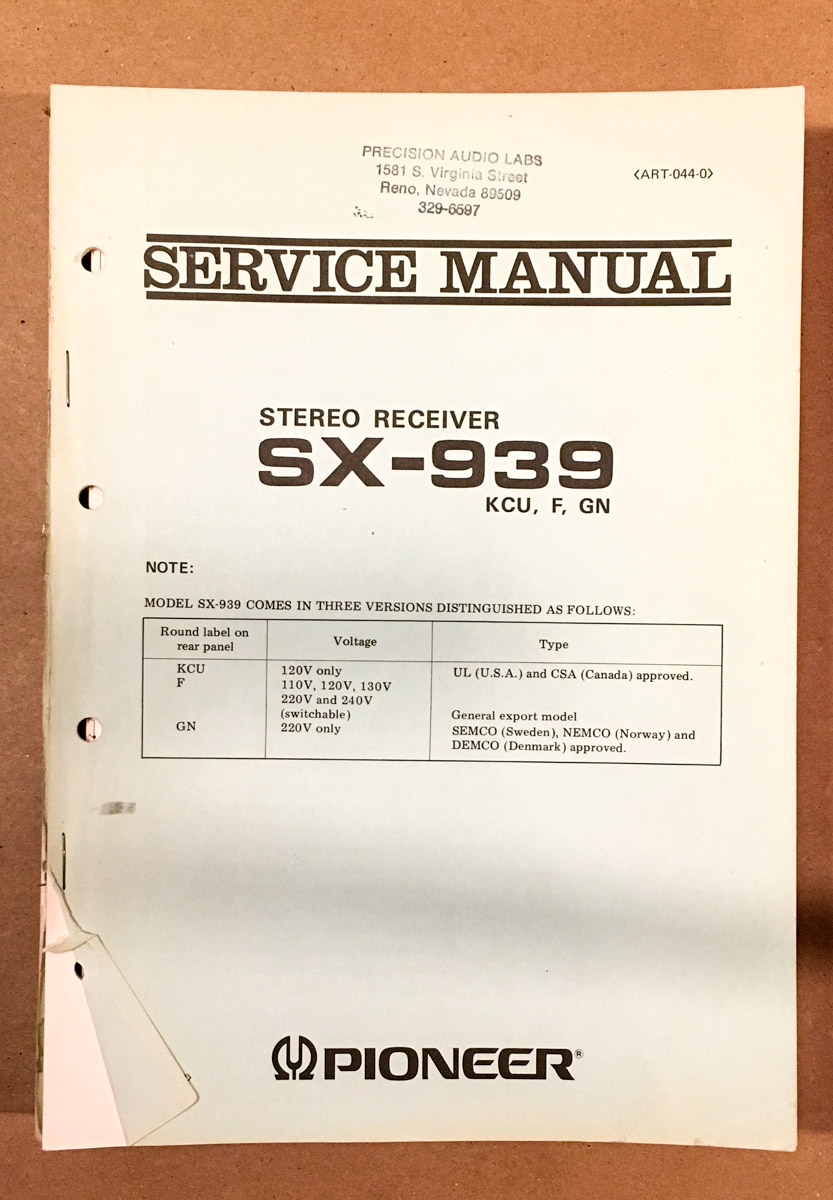 PRECISION AUDIO LABS
1581 S. Virginia Street
Reno, Nevada 89509
329-6597
<ART-044-0>
SERVICE MANUAL
STEREO RECEIVER
SX-939
KCU, F, GN
NOTE:
MODEL SX-939 COMES IN THREE VERSIONS DISTINGUISHED AS FOLLOWS:
Round label on
rear panel
Voltage
Type
KCU 120V only UL (U.S.A.) and CSA (Canada) approved.
F 110V, 120V, 130V
220V and 240V
(switchable) General export model
GN 220V only SEMCO (Sweden), NEMCO (Norway) and
DEMCO (Denmark) approved.
PIONEER®